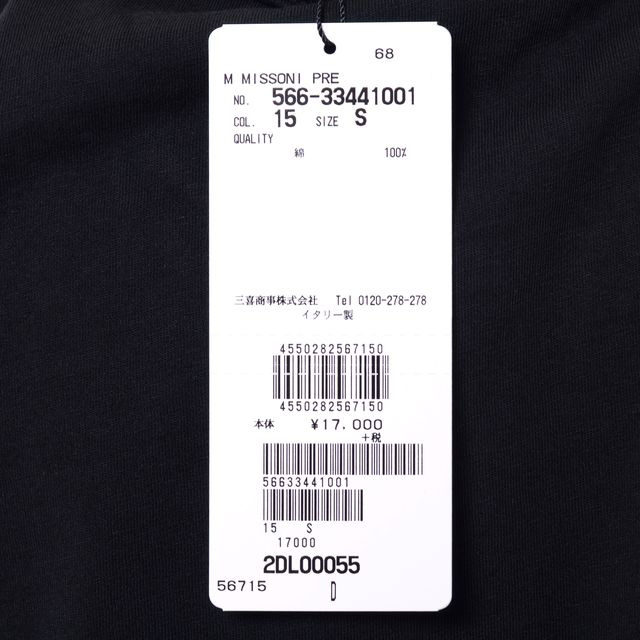 68
M MISSONI PRE
NO. 566-33441001
COL. 15 SIZE S
QUALITY
綿 100%
三喜商事株式会社 Tel 0120-278-278
イタリー製
4550282567150
4550282567150
本体 ¥17.000
+税
56633441001
15 S
17000
2DL00055
56715 D